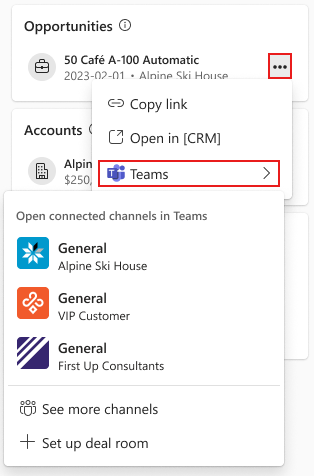 Opportunities
50 Café A-100 Automatic
2023-02-01 • Alpine Ski House
Copy link
Accounts
Open in [CRM]
Alpin
$250,
Teams
Open connected channels in Teams
General
Alpine Ski House
General
VIP Customer
General
First Up Consultants
See more channels
Set up deal room